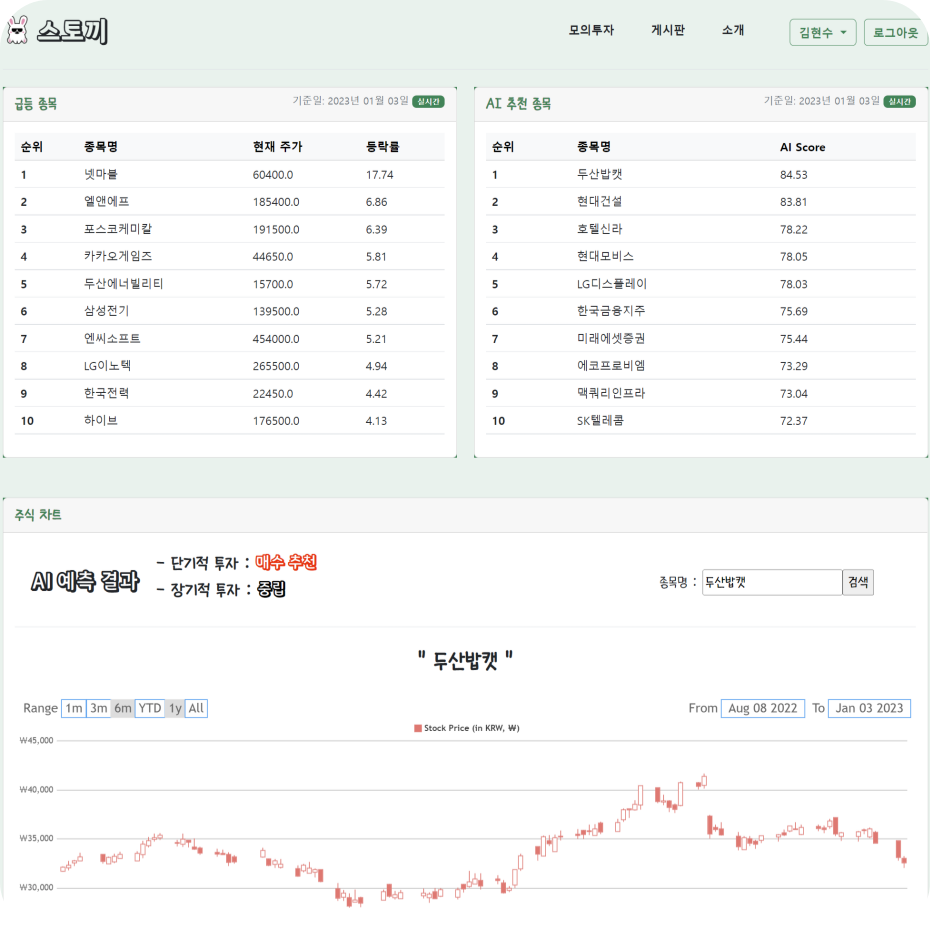 스토끼
모의투자 게시판 소개 김현수 로그아웃
급등 종목 기준일: 2023년 01월 03일 실시간
순위 종목명 현재 주가 등락률
1 넷마블 60400.0 17.74
2 엘앤에프 185400.0 6.86
3 포스코케미칼 191500.0 6.39
4 카카오게임즈 44650.0 5.81
5 두산에너빌리티 15700.0 5.72
6 삼성전기 139500.0 5.28
7 엔씨소프트 454000.0 5.21
8 LG이노텍 265500.0 4.94
9 한국전력 22450.0 4.42
10 하이브 176500.0 4.13
AI 추천 종목 기준일: 2023년 01월 03일 실시간
순위 종목명 AI Score
1 두산밥캣 84.53
2 현대건설 83.81
3 호텔신라 78.22
4 현대모비스 78.05
5 LG디스플레이 78.03
6 한국금융지주 75.69
7 미래에셋증권 75.44
8 에코프로비엠 73.29
9 맥쿼리인프라 73.04
10 SK텔레콤 72.37
주식 차트
AI 예측 결과
- 단기적 투자 : 매수 추천
- 장기적 투자 : 중립
종목명 : 두산밥캣 검색
" 두산밥캣 "
Range 1m 3m 6m YTD 1y All From Aug 08 2022 To Jan 03 2023
Stock Price (in KRW, ₩)
₩45,000
₩40,000
₩35,000
₩30,000